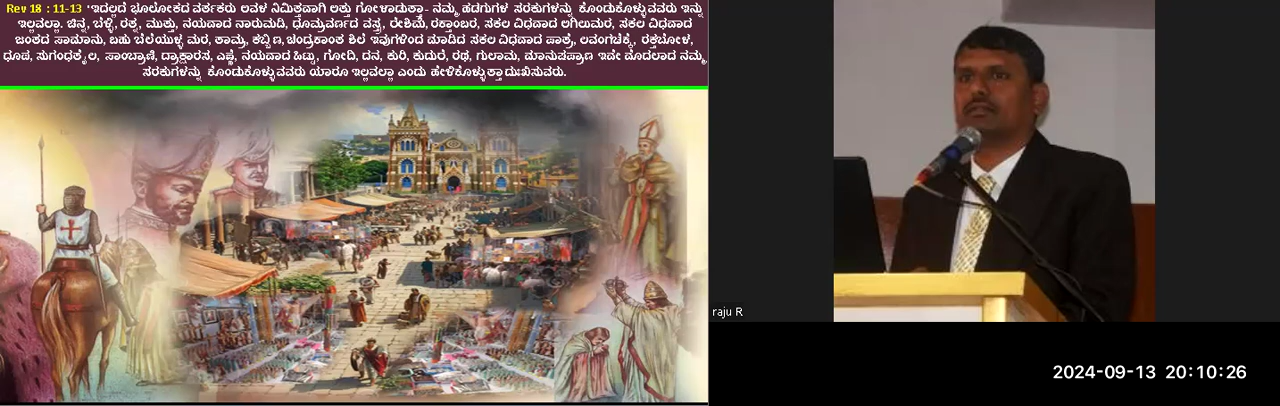 Rev 18 : 11-13 "ಇದಲ್ಲದೆ ಭೂಲೋಕದ ವರ್ತಕರು ಅವಳ ನಿಮಿತ್ತವಾಗಿ ಅತ್ತು ಗೋಳಾಡುತ್ತಾ- ನಮ್ಮ ಹಡಗುಗಳ ಸರಕುಗಳನ್ನು ಕೊಂಡುಕೊಳ್ಳುವವರು ಇನ್ನು
ಇಲ್ಲವಲ್ಲಾ. ಚಿನ್ನ, ಬೆಳ್ಳಿ, ರತ್ನ, ಮುತ್ತು, ನಯವಾದ ನಾರುಮಡಿ, ಧೂಮ್ರವರ್ಣದ ವಸ್ತ್ರ, ರೇಶಿಮೆ, ರಕ್ತಾಂಬರ, ಸಕಲ ವಿಧವಾದ ಅಗಿಲುಮರ, ಸಕಲ ವಿಧವಾದ
ದಂತದ ಸಾಮಾನು, ಬಹು ಬೆಲೆಯುಳ್ಳ ಮರ, ತಾಮ್ರ, ಕಬ್ಬಿಣ, ಚಂದ್ರಕಾಂತ ಶಿಲೆ ಇವುಗಳಿಂದ ಮಾಡಿದ ಸಕಲ ವಿಧವಾದ ಪಾತ್ರೆ, ಲವಂಗಚಕ್ಕೆ, ರಕ್ತಬೋಳ,
ಧೂಪ, ಸುಗಂಧತೈಲ, ಸಾಂಬ್ರಾಣಿ, ದ್ರಾಕ್ಷಾರಸ, ಎಣ್ಣೆ, ನಯವಾದ ಹಿಟ್ಟು, ಗೋದಿ, ದನ, ಕುರಿ, ಕುದುರೆ, ರಥ, ಗುಲಾಮ, ಮಾನುಷಪ್ರಾಣ ಇವೇ ಮೊದಲಾದ ನಮ್ಮ
ಸರಕುಗಳನ್ನು ಕೊಂಡುಕೊಳ್ಳುವವರು ಯಾರೂ ಇಲ್ಲವಲ್ಲಾ ಎಂದು ಹೇಳಿಕೊಳ್ಳುತ್ತಾ ದುಃಖಿಸುವರು.
raju R
2024-09-13 20:10:26